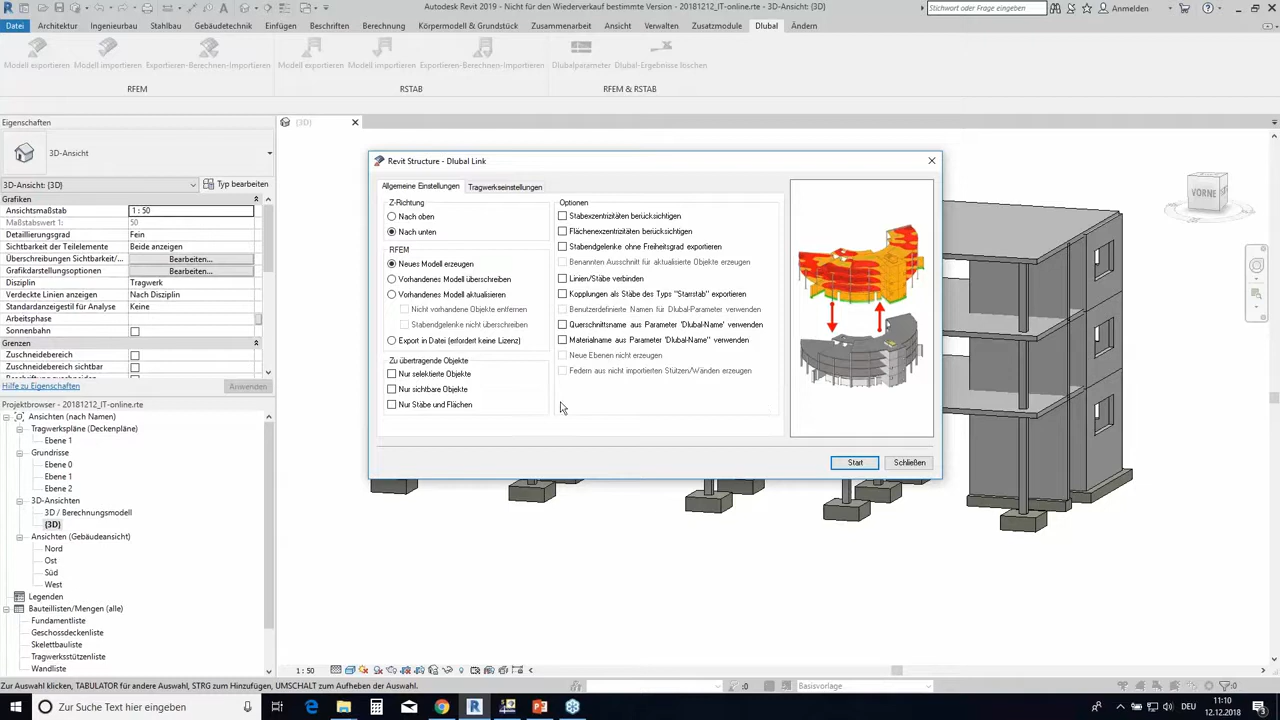 Autodesk Revit 2019 - Nicht für den Wiederverkauf bestimmte Version - 20181212_IT-online.rte - 3D-Ansicht: {3D}
Stichwort oder Frage eingeben
Anmelden
Datei Architektur Ingenieurbau Stahlbau Gebäudetechnik Einfügen Beschriften Berechnung Körpermodell & Grundstück Zusammenarbeit Ansicht Verwalten Zusatzmodule Dlubal Ändern
Modell exportieren Modell importieren Exportieren-Berechnen-Importieren Modell exportieren Modell importieren Exportieren-Berechnen-Importieren Dlubalparameter Dlubal-Ergebnisse löschen
RFEM RSTAB RFEM & RSTAB
Eigenschaften
{3D}
3D-Ansicht
3D-Ansicht: {3D} Typ bearbeiten
Grafiken
Ansichtsmaßstab 1 : 50
Maßstabswert 1: 50
Detaillierungsgrad Fein
Sichtbarkeit der Teilelemente Beide anzeigen
Überschreibungen Sichtbarkeit/... Bearbeiten...
Grafikdarstellungsoptionen Bearbeiten...
Disziplin Tragwerk
Verdeckte Linien anzeigen Nach Disziplin
Standardanzeigestil für Analyse Keine
Arbeitsphase
Sonnenbahn
Grenzen
Zuschneidebereich
Zuschneidebereich sichtbar
Hilfe zu Eigenschaften Anwenden
Projektbrowser - 20181212_IT-online.rte
Ansichten (nach Namen)
Tragwerkspläne (Deckenpläne)
Ebene 1
Grundrisse
Ebene 0
Ebene 1
Ebene 2
3D-Ansichten
3D / Berechnungsmodell
{3D}
Ansichten (Gebäudeansicht)
Nord
Ost
Süd
West
Legenden
Bauteillisten/Mengen (alle)
Fundamentliste
Geschossdeckenliste
Skelettbauliste
Tragwerksstützenliste
Wandliste
Revit Structure - Dlubal Link
Allgemeine Einstellungen Tragwerkseinstellungen
Z-Richtung
Nach oben
Nach unten
RFEM
Neues Modell erzeugen
Vorhandenes Modell überschreiben
Vorhandenes Modell aktualisieren
Nicht vorhandene Objekte entfernen
Stabendgelenke nicht überschreiben
Export in Datei (erfordert keine Lizenz)
Zu übertragende Objekte
Nur selektierte Objekte
Nur sichtbare Objekte
Nur Stäbe und Flächen
Optionen
Stabexzentrizitäten berücksichtigen
Flächenexzentrizitäten berücksichtigen
Stabendgelenke ohne Freiheitsgrad exportieren
Benannten Ausschnitt für aktualisierte Objekte erzeugen
Linien/Stäbe verbinden
Kopplungen als Stäbe des Typs "Starrstab" exportieren
Benutzerdefinierte Namen für Dlubal-Parameter verwenden
Querschnittsname aus Parameter 'Dlubal-Name' verwenden
Materialname aus Parameter 'Dlubal-Name" verwenden
Neue Ebenen nicht erzeugen
Federn aus nicht importierten Stützen/Wänden erzeugen
Start Schließen
VORNE
1 : 50
Zur Auswahl klicken, TABULATOR für andere Auswahl, STRG zum Hinzufügen, UMSCHALT zum Aufheben der Auswahl.
:0 Basisvorlage :0
Zur Suche Text hier eingeben
DEU
11:10
12.12.2018